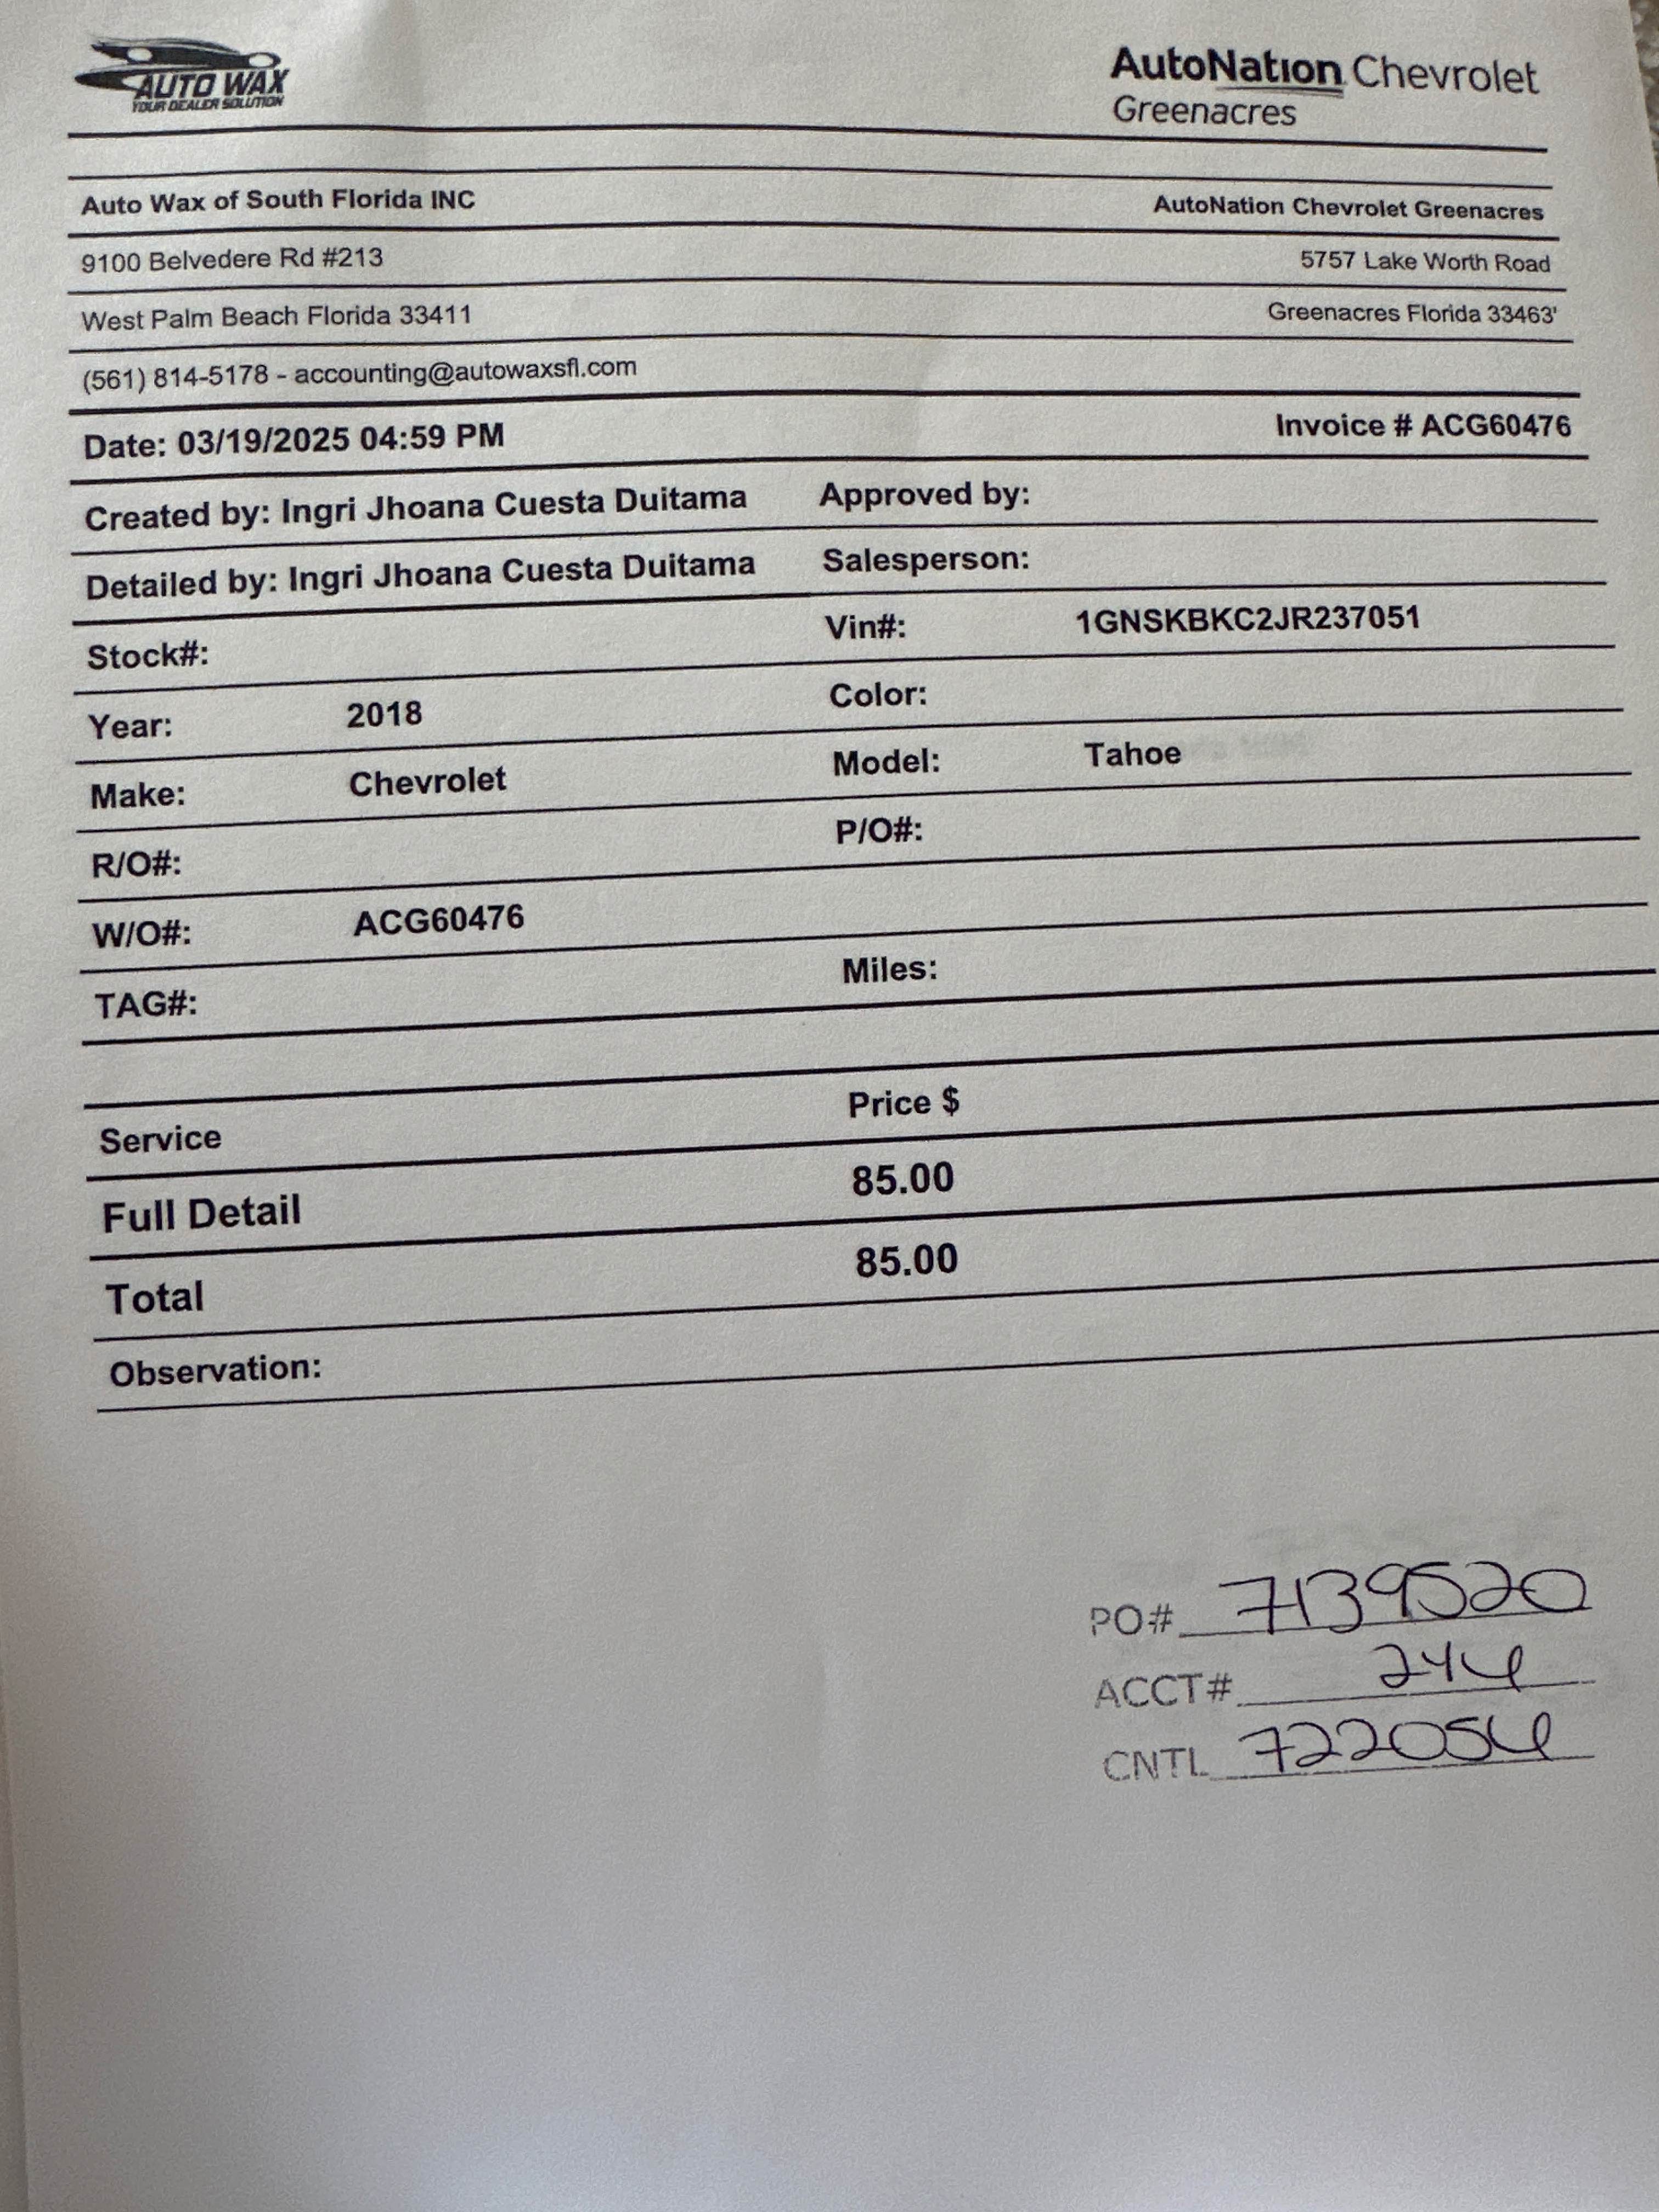 AUTO WAX
YOUR DEALER SOLUTION
AutoNation Chevrolet
Greenacres
Auto Wax of South Florida INC
AutoNation Chevrolet Greenacres
9100 Belvedere Rd #213
5757 Lake Worth Road
West Palm Beach Florida 33411
Greenacres Florida 33463'
(561) 814-5178 - accounting@autowaxsfl.com
Date: 03/19/2025 04:59 PM
Invoice # ACG60476
Created by: Ingri Jhoana Cuesta Duitama Approved by:
Detailed by: Ingri Jhoana Cuesta Duitama Salesperson:
Stock#: Vin#: 1GNSKBKC2JR237051
Year: 2018 Color:
Make: Chevrolet Model: Tahoe
R/O#: P/O#:
W/O#: ACG60476
TAG#: Miles:
Service Price $
Full Detail 85.00
Total 85.00
Observation:
PO# 7139520
ACCT# 244
CNTL 722054